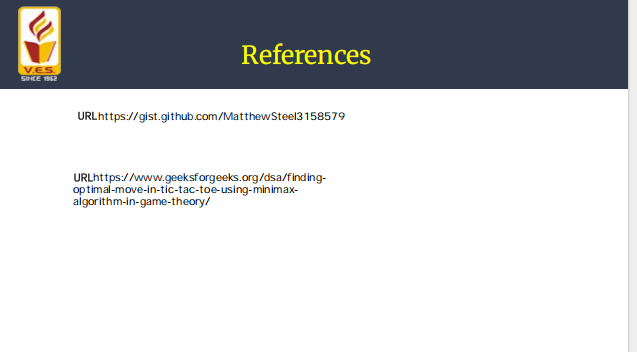 V.E.S.
SINCE 1962
References
URLhttps://gist.github.com/MatthewSteel3158579
URLhttps://www.geeksforgeeks.org/dsa/finding-
optimal-move-in-tic-tac-toe-using-minimax-
algorithm-in-game-theory/